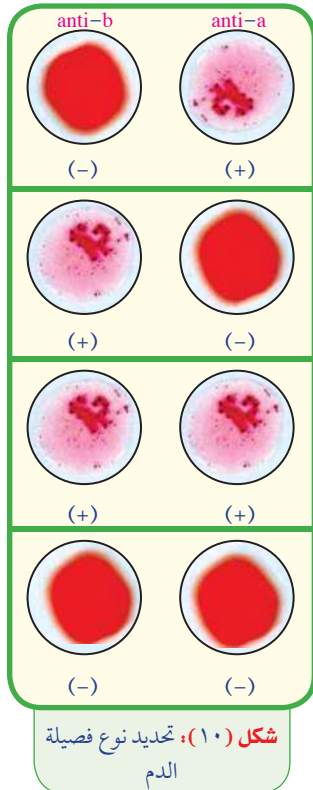 anti-b anti-a
(-) (+)
(+) (-)
(+) (+)
(-) (-)
شكل (١٠): تحديد نوع فصيلة
الدم